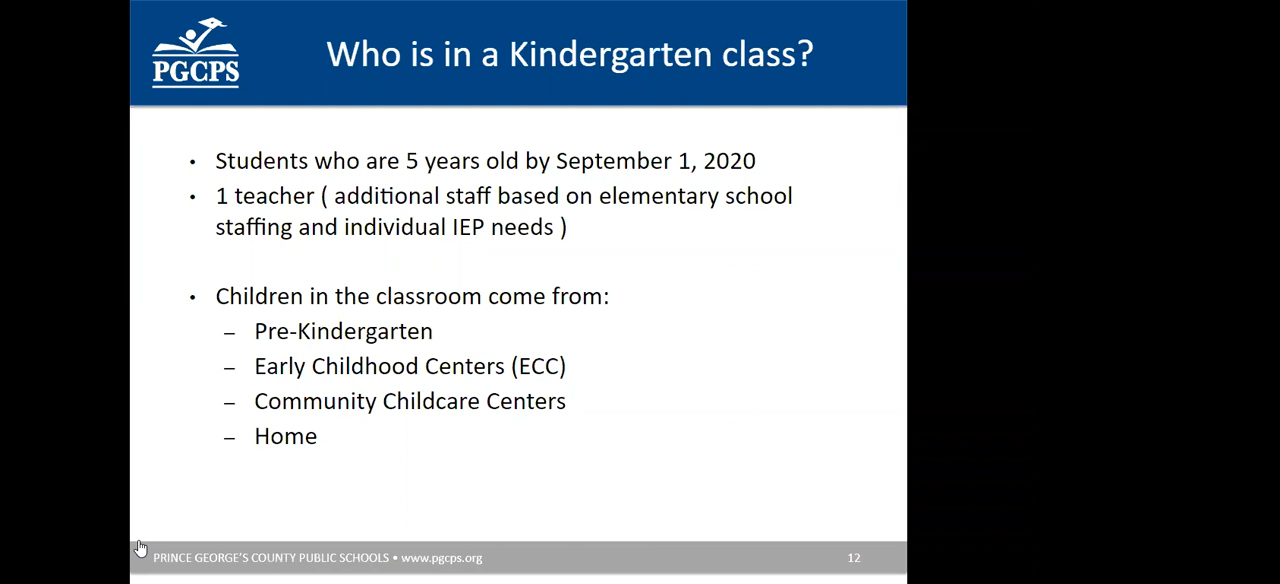 PGCPS
Who is in a Kindergarten class?
• Students who are 5 years old by September 1, 2020
• 1 teacher ( additional staff based on elementary school
staffing and individual IEP needs )
• Children in the classroom come from:
– Pre-Kindergarten
– Early Childhood Centers (ECC)
– Community Childcare Centers
– Home
PRINCE GEORGE'S COUNTY PUBLIC SCHOOLS • www.pgcps.org 12